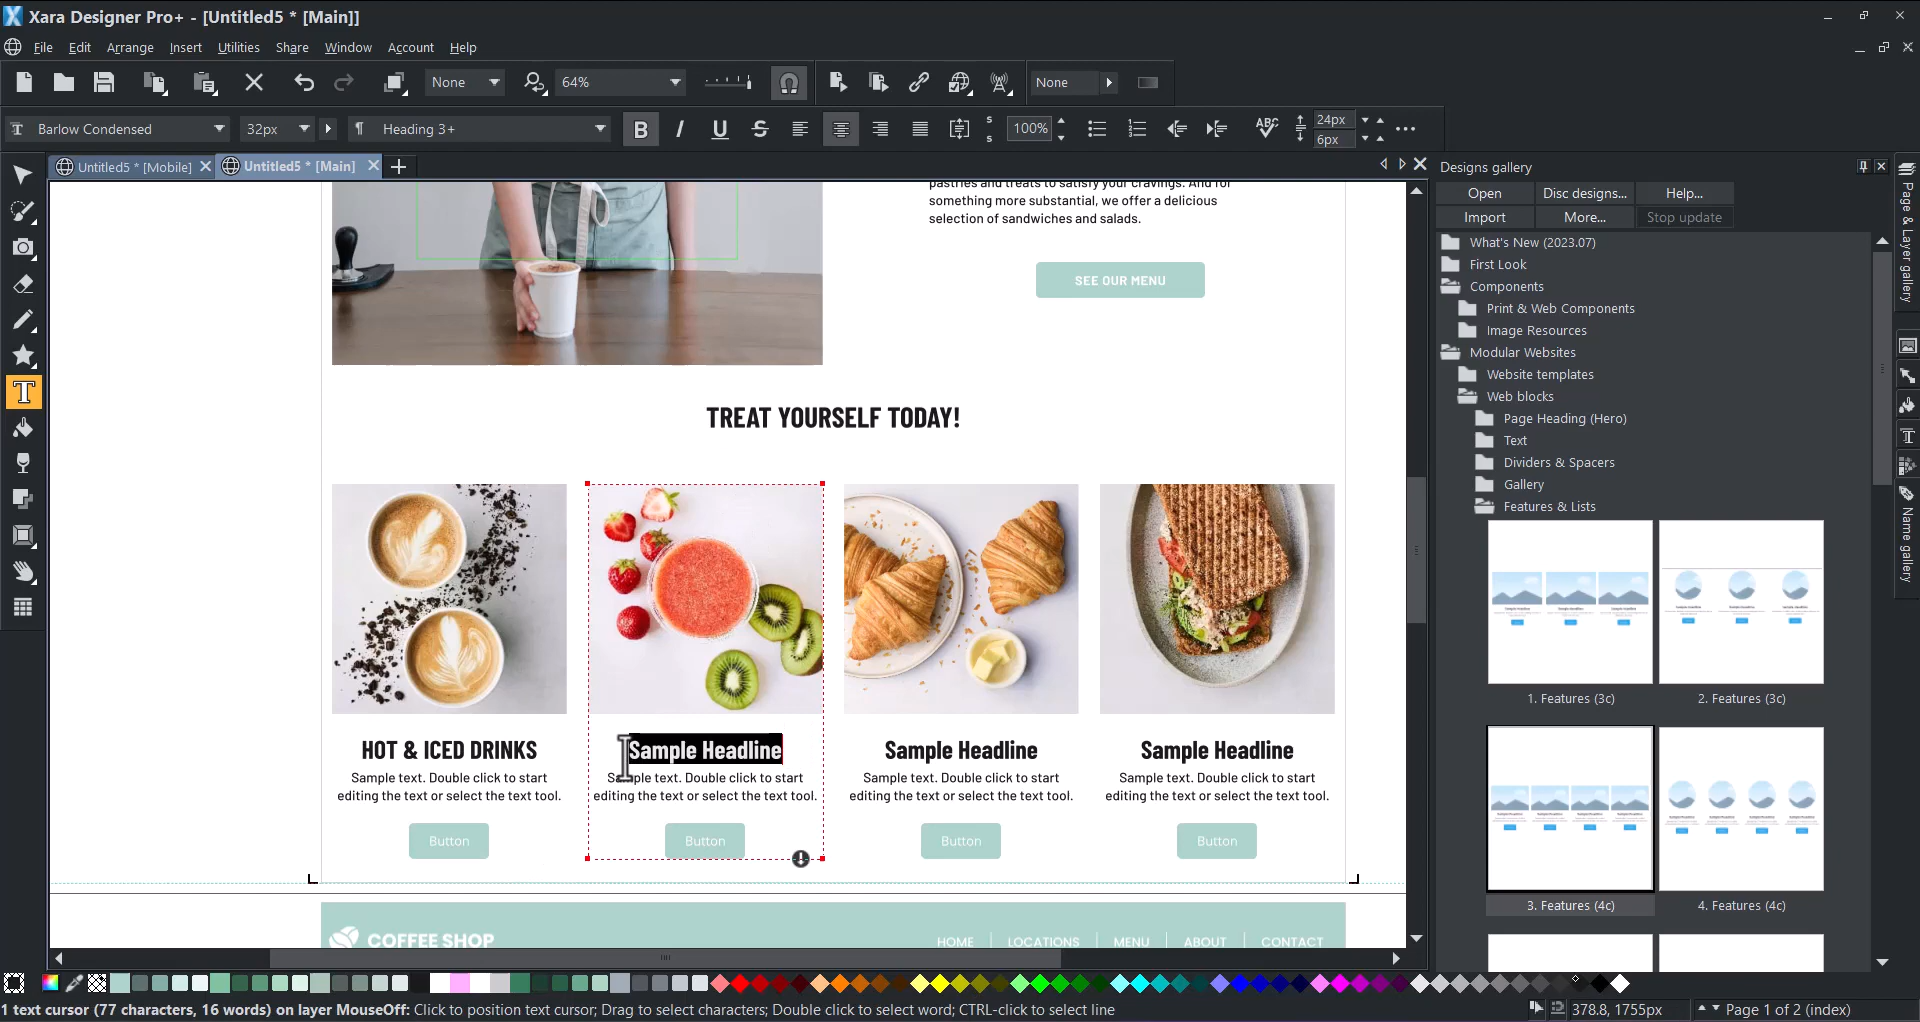 Xara Designer Pro+ - [Untitled5 * [Main]]
File Edit Arrange Insert Utilities Share Window Account Help
None 64% None
Barlow Condensed 32px Heading 3+ B I U S 100% ABC 24px
6px
Untitled5 * [Mobile] Untitled5 * [Main]
Designs gallery
Open Disc designs... Help...
Import More... Stop update
What's New (2023.07)
First Look
Components
Print & Web Components
Image Resources
Modular Websites
Website templates
Web blocks
Page Heading (Hero)
Text
Dividers & Spacers
Gallery
Features & Lists
1. Features (3c) 2. Features (3c)
3. Features (4c) 4. Features (4c)
Page & Layer gallery
Name gallery
pastries and treats to satisfy your cravings. And for
something more substantial, we offer a delicious
selection of sandwiches and salads.
SEE OUR MENU
TREAT YOURSELF TODAY!
HOT & ICED DRINKS
Sample text. Double click to start
editing the text or select the text tool.
Button
Sample Headline
Sample text. Double click to start
editing the text or select the text tool.
Button
Sample Headline
Sample text. Double click to start
editing the text or select the text tool.
Button
Sample Headline
Sample text. Double click to start
editing the text or select the text tool.
Button
COFFEE SHOP HOME LOCATIONS MENU ABOUT CONTACT
1 text cursor (77 characters, 16 words) on layer MouseOff: Click to position text cursor; Drag to select characters; Double click to select word; CTRL-click to select line
378.8, 1755px Page 1 of 2 (index)